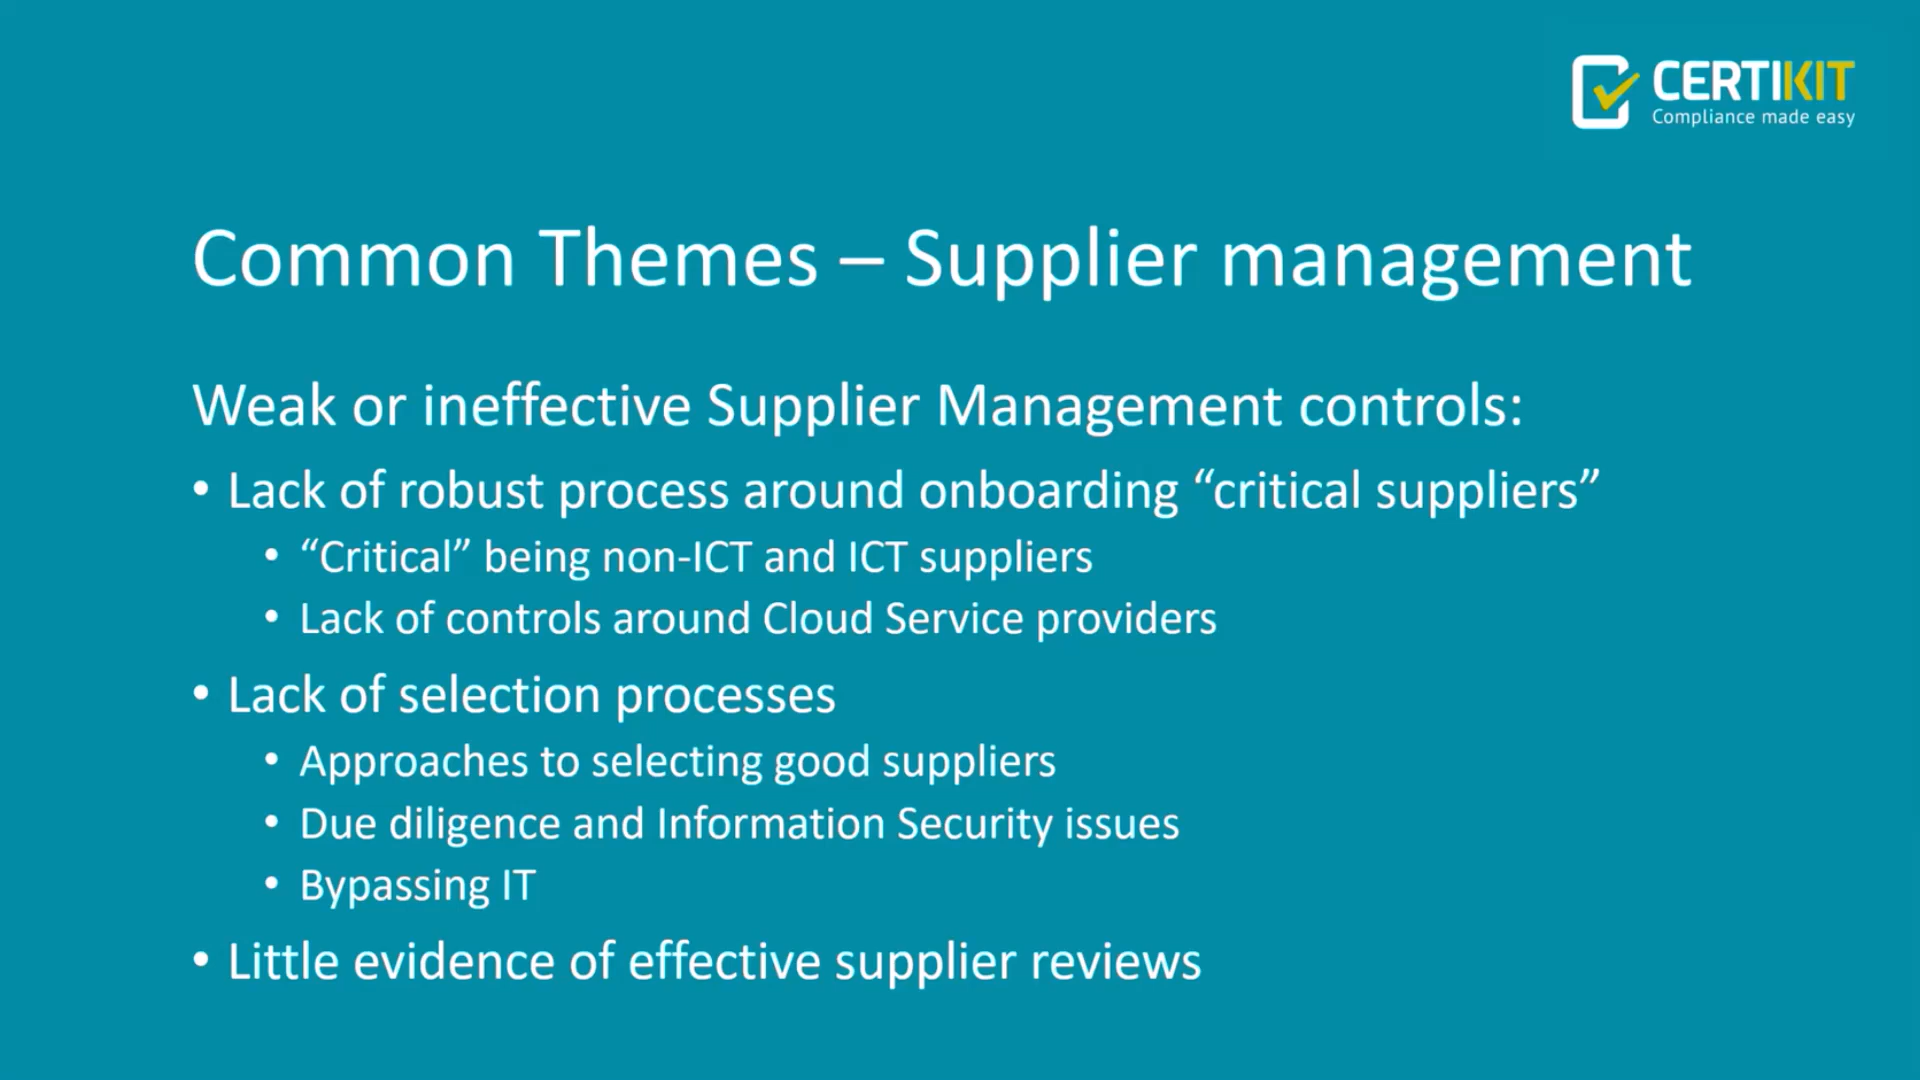 CERTIKIT
Compliance made easy
Common Themes – Supplier management
Weak or ineffective Supplier Management controls:
• Lack of robust process around onboarding “critical suppliers”
• “Critical” being non-ICT and ICT suppliers
• Lack of controls around Cloud Service providers
• Lack of selection processes
• Approaches to selecting good suppliers
• Due diligence and Information Security issues
• Bypassing IT
• Little evidence of effective supplier reviews